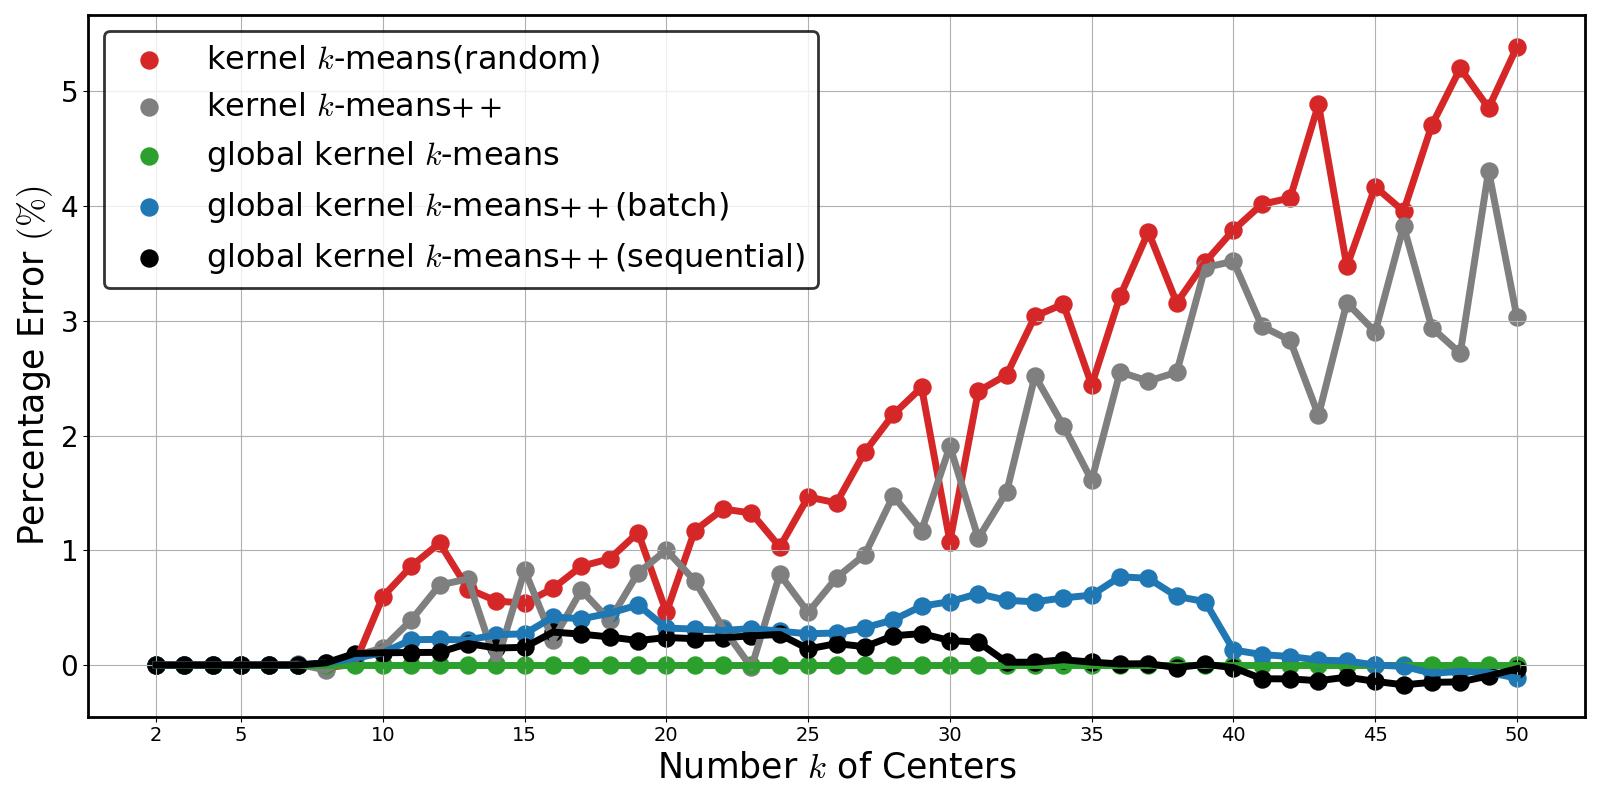 kernel k-means(random)
kernel k-means++
global kernel k-means
global kernel k-means++(batch)
global kernel k-means++(sequential)
Percentage Error (%)
5
4
3
2
1
0
2 5 10 15 20 25 30 35 40 45 50
Number k of Centers